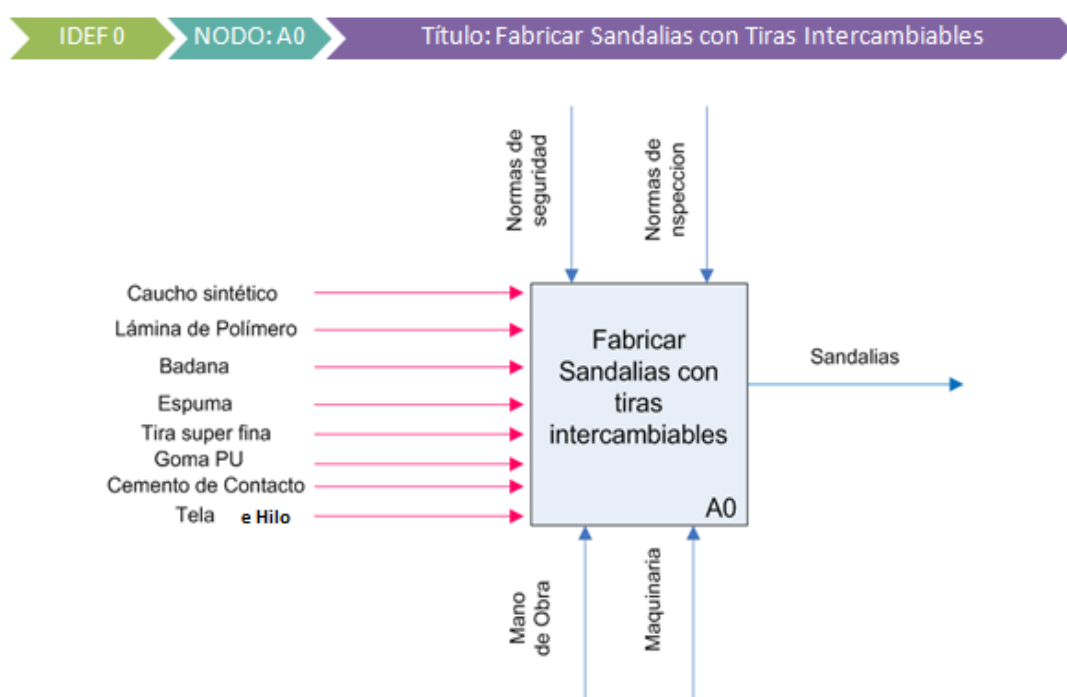 IDEF 0
NODO: A0
Título: Fabricar Sandalias con Tiras Intercambiables
Normas de
seguridad
Normas de
nspeccion
Caucho sintético
Lámina de Polímero
Badana
Espuma
Tira super fina
Goma PU
Cemento de Contacto
Tela e Hilo
Fabricar
Sandalias con
tiras
intercambiables
A0
Sandalias
Mano
de Obra
Maquinaria